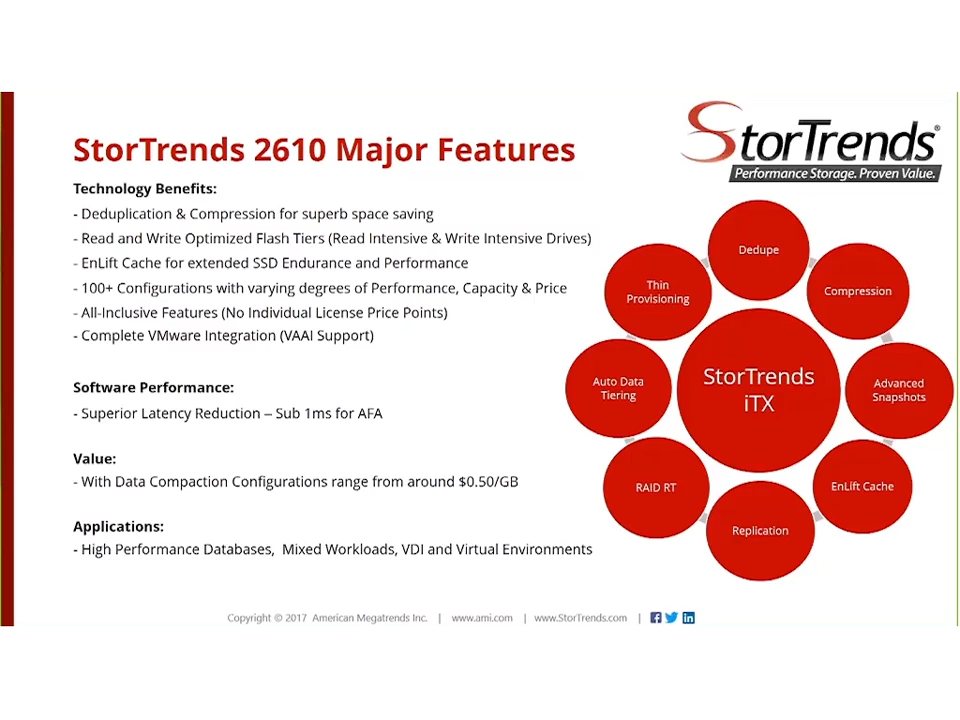 StorTrends®
Performance Storage. Proven Value.
StorTrends 2610 Major Features
Technology Benefits:
- Deduplication & Compression for superb space saving
- Read and Write Optimized Flash Tiers (Read Intensive & Write Intensive Drives)
- EnLift Cache for extended SSD Endurance and Performance
- 100+ Configurations with varying degrees of Performance, Capacity & Price
- All-Inclusive Features (No Individual License Price Points)
- Complete VMware Integration (VAAI Support)
Software Performance:
- Superior Latency Reduction – Sub 1ms for AFA
Value:
- With Data Compaction Configurations range from around $0.50/GB
Applications:
- High Performance Databases, Mixed Workloads, VDI and Virtual Environments
StorTrends
iTX
Dedupe
Compression
Advanced
Snapshots
EnLift Cache
Replication
RAID RT
Auto Data
Tiering
Thin
Provisioning
Copyright © 2017 American Megatrends Inc. | www.ami.com | www.StorTrends.com |